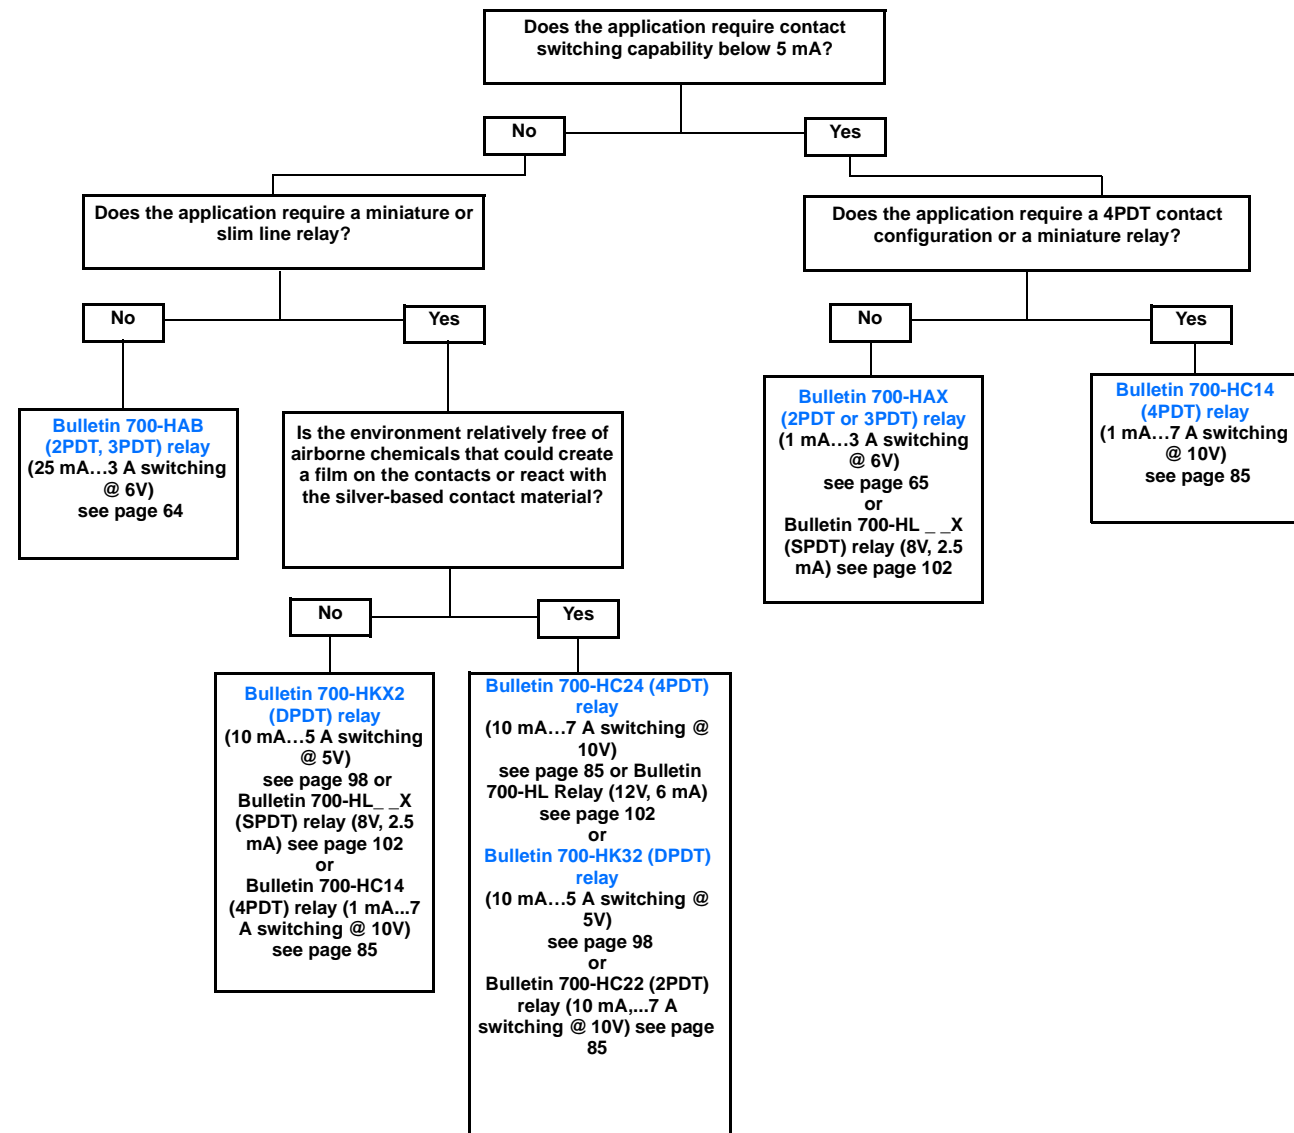 Does the application require contact
switching capability below 5 mA?
No
Yes
Does the application require a miniature or
slim line relay?
Does the application require a 4PDT contact
configuration or a miniature relay?
No
Yes
No
Yes
Bulletin 700-HAB
(2PDT, 3PDT) relay
(25 mA…3 A switching
@ 6V)
see page 64
Is the environment relatively free of
airborne chemicals that could create
a film on the contacts or react with
the silver-based contact material?
Bulletin 700-HAX
(2PDT or 3PDT) relay
(1 mA…3 A switching
@ 6V)
see page 65
or
Bulletin 700-HL _ _X
(SPDT) relay (8V, 2.5
mA) see page 102
Bulletin 700-HC14
(4PDT) relay
(1 mA…7 A switching
@ 10V)
see page 85
No
Yes
Bulletin 700-HKX2
(DPDT) relay
(10 mA…5 A switching
@ 5V)
see page 98 or
Bulletin 700-HL_ _X
(SPDT) relay (8V, 2.5
mA) see page 102
or
Bulletin 700-HC14
(4PDT) relay (1 mA...7
A switching @ 10V)
see page 85
Bulletin 700-HC24 (4PDT)
relay
(10 mA…7 A switching @
10V)
see page 85 or Bulletin
700-HL Relay (12V, 6 mA)
see page 102
or
Bulletin 700-HK32 (DPDT)
relay
(10 mA…5 A switching @
5V)
see page 98
or
Bulletin 700-HC22 (2PDT)
relay (10 mA,...7 A
switching @ 10V) see page
85